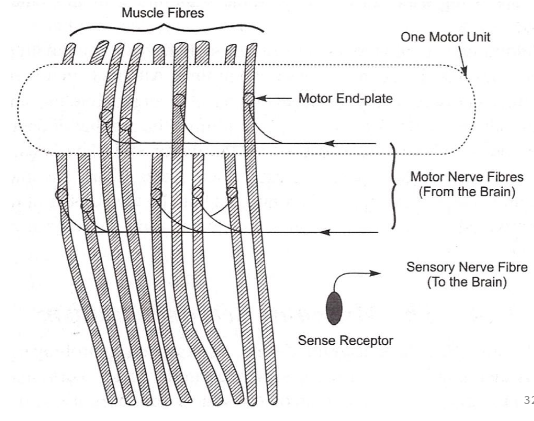 Muscle Fibres
One Motor Unit
Motor End-plate
Motor Nerve Fibres
(From the Brain)
Sensory Nerve Fibre
(To the Brain)
Sense Receptor
32